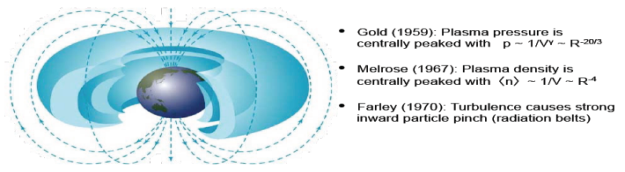 • Gold (1959): Plasma pressure is
centrally peaked with p ~ 1/Vγ ~ R-20/3
• Melrose (1967): Plasma density is
centrally peaked with〈n〉~ 1/V ~ R-4
• Farley (1970): Turbulence causes strong
inward particle pinch (radiation belts)